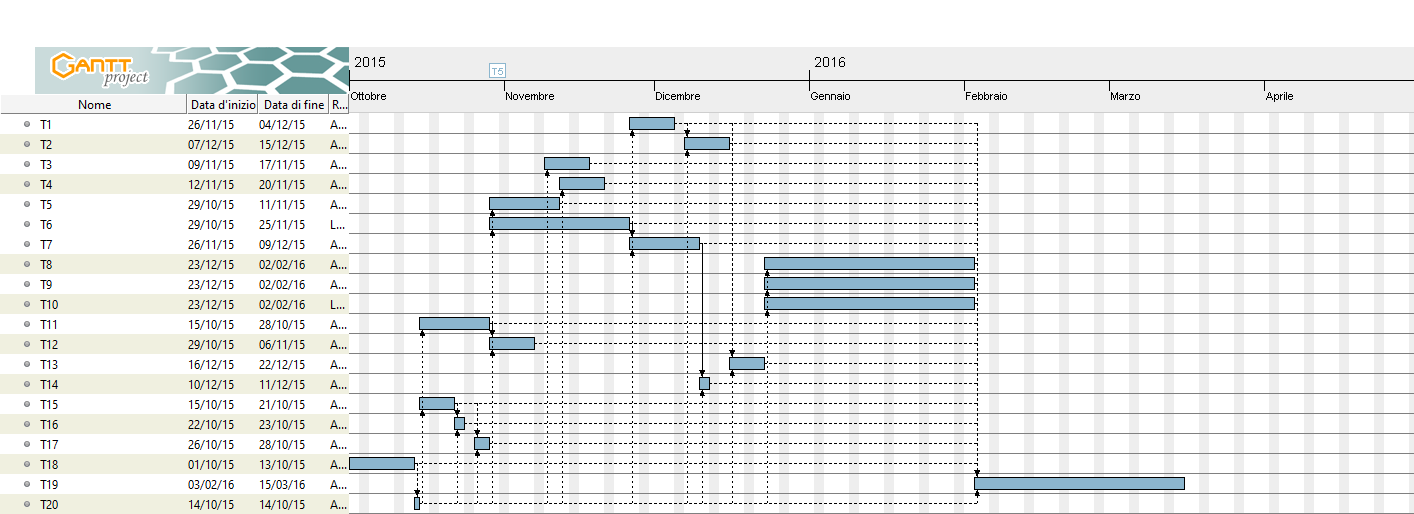 GANTT project
2015
2016
T5
Ottobre Novembre Dicembre Gennaio Febbraio Marzo Aprile
Nome Data d'inizio Data di fine R...
T1 26/11/15 04/12/15 A...
T2 07/12/15 15/12/15 A...
T3 09/11/15 17/11/15 A...
T4 12/11/15 20/11/15 A...
T5 29/10/15 11/11/15 A...
T6 29/10/15 25/11/15 L...
T7 26/11/15 09/12/15 A...
T8 23/12/15 02/02/16 A...
T9 23/12/15 02/02/16 A...
T10 23/12/15 02/02/16 L...
T11 15/10/15 28/10/15 A...
T12 29/10/15 06/11/15 A...
T13 16/12/15 22/12/15 A...
T14 10/12/15 11/12/15 A...
T15 15/10/15 21/10/15 A...
T16 22/10/15 23/10/15 A...
T17 26/10/15 28/10/15 A...
T18 01/10/15 13/10/15 A...
T19 03/02/16 15/03/16 A...
T20 14/10/15 14/10/15 A...